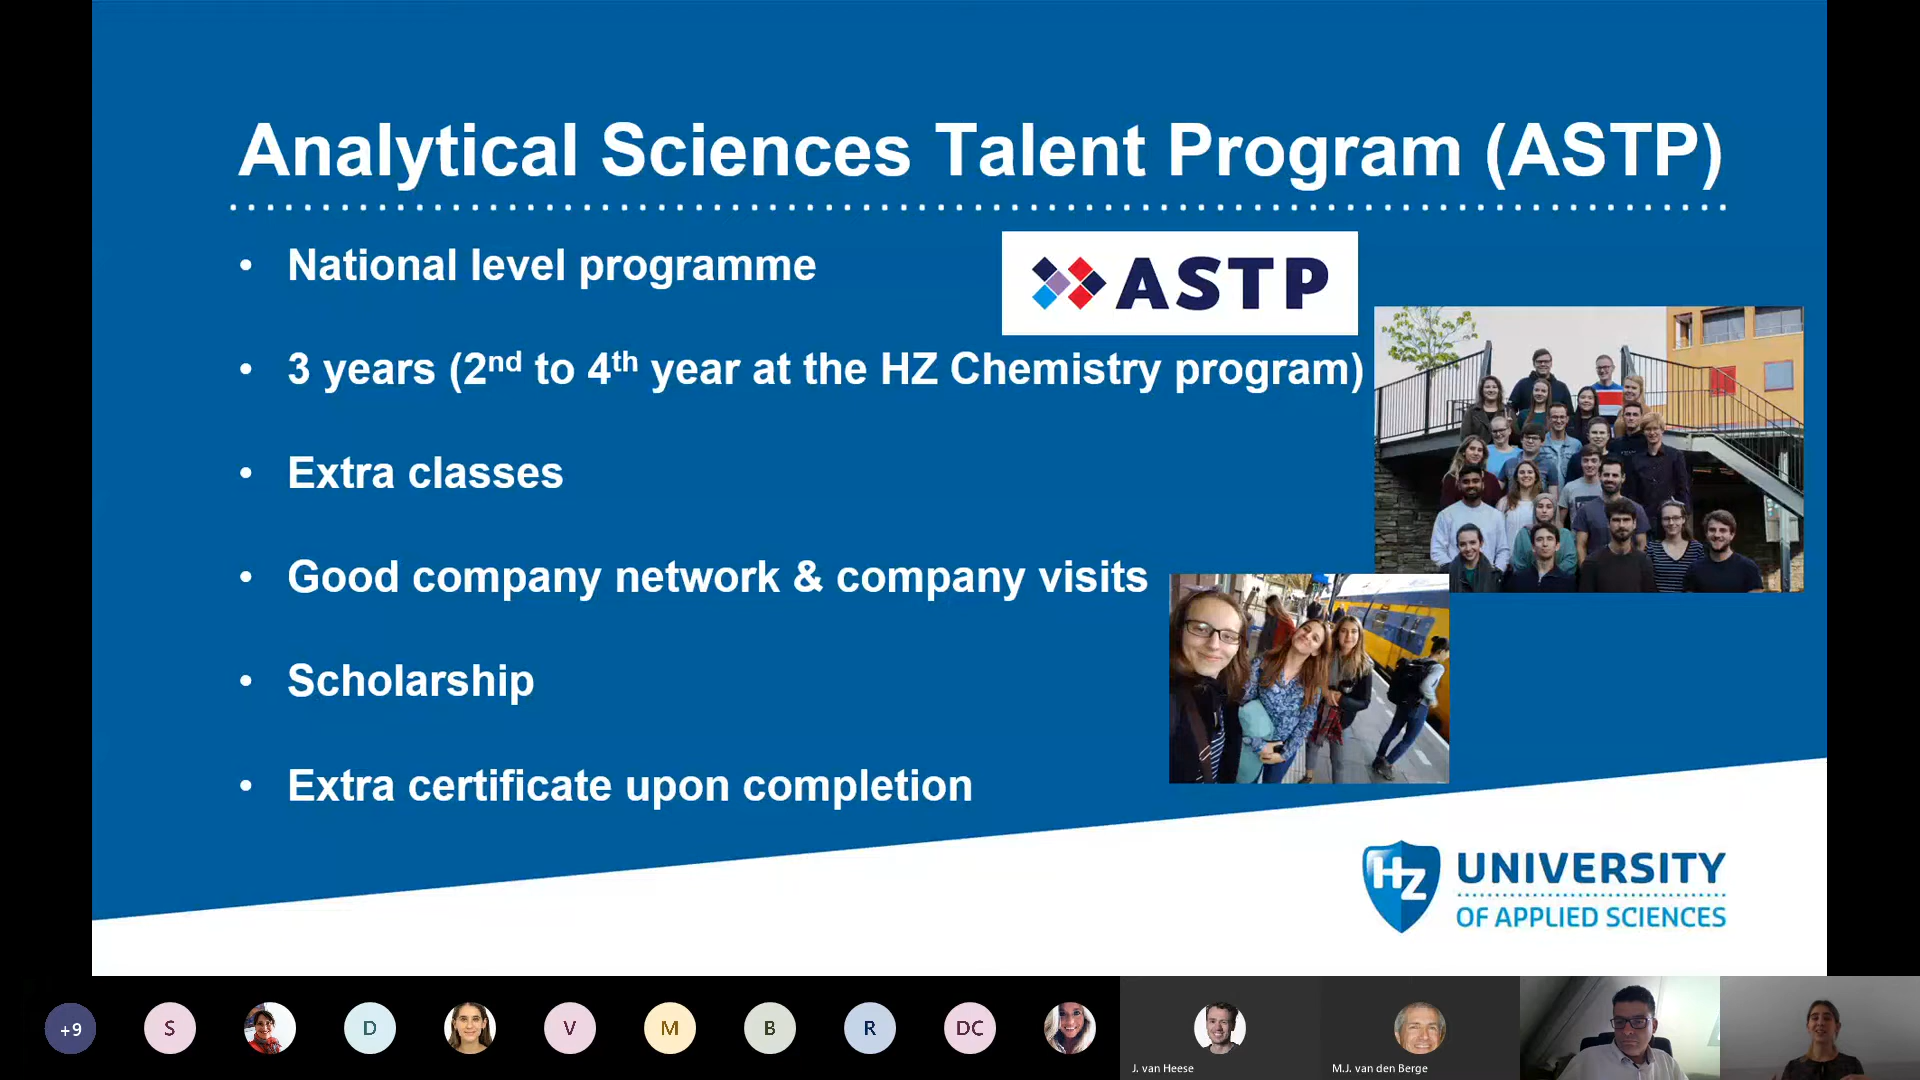 Analytical Sciences Talent Program (ASTP)
• National level programme
ASTP
• 3 years (2nd to 4th year at the HZ Chemistry program)
• Extra classes
• Good company network & company visits
• Scholarship
• Extra certificate upon completion
HZ UNIVERSITY
OF APPLIED SCIENCES
+9
S
D
V
M
B
R
DC
J. van Heese
M.J. van den Berge